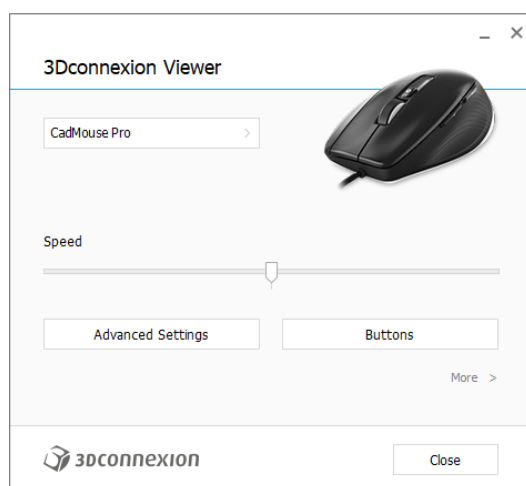 3Dconnexion Viewer
CadMouse Pro >
Speed
Advanced Settings
Buttons
More >
3Dconnexion
Close